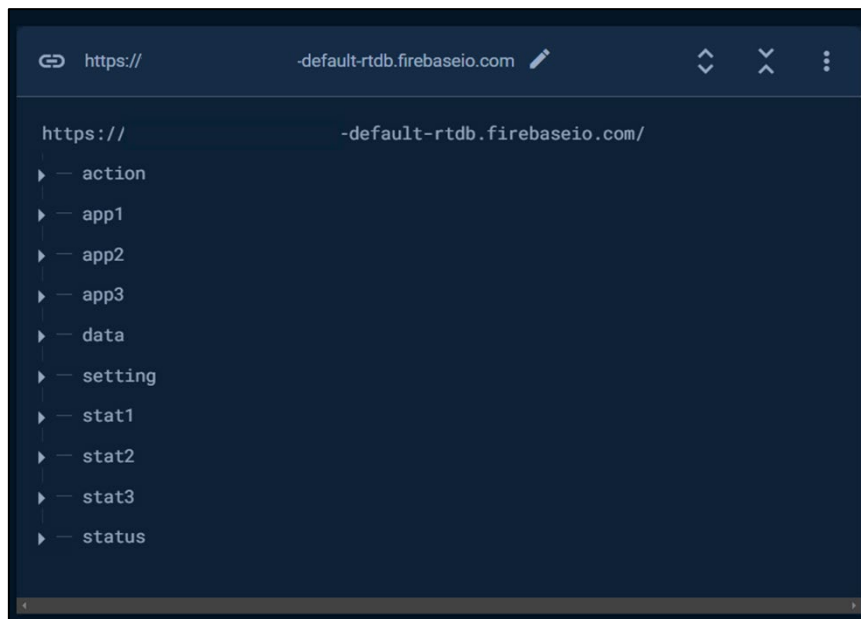 https:// -default-rtdb.firebaseio.com
https:// -default-rtdb.firebaseio.com/
action
app1
app2
app3
data
setting
stat1
stat2
stat3
status